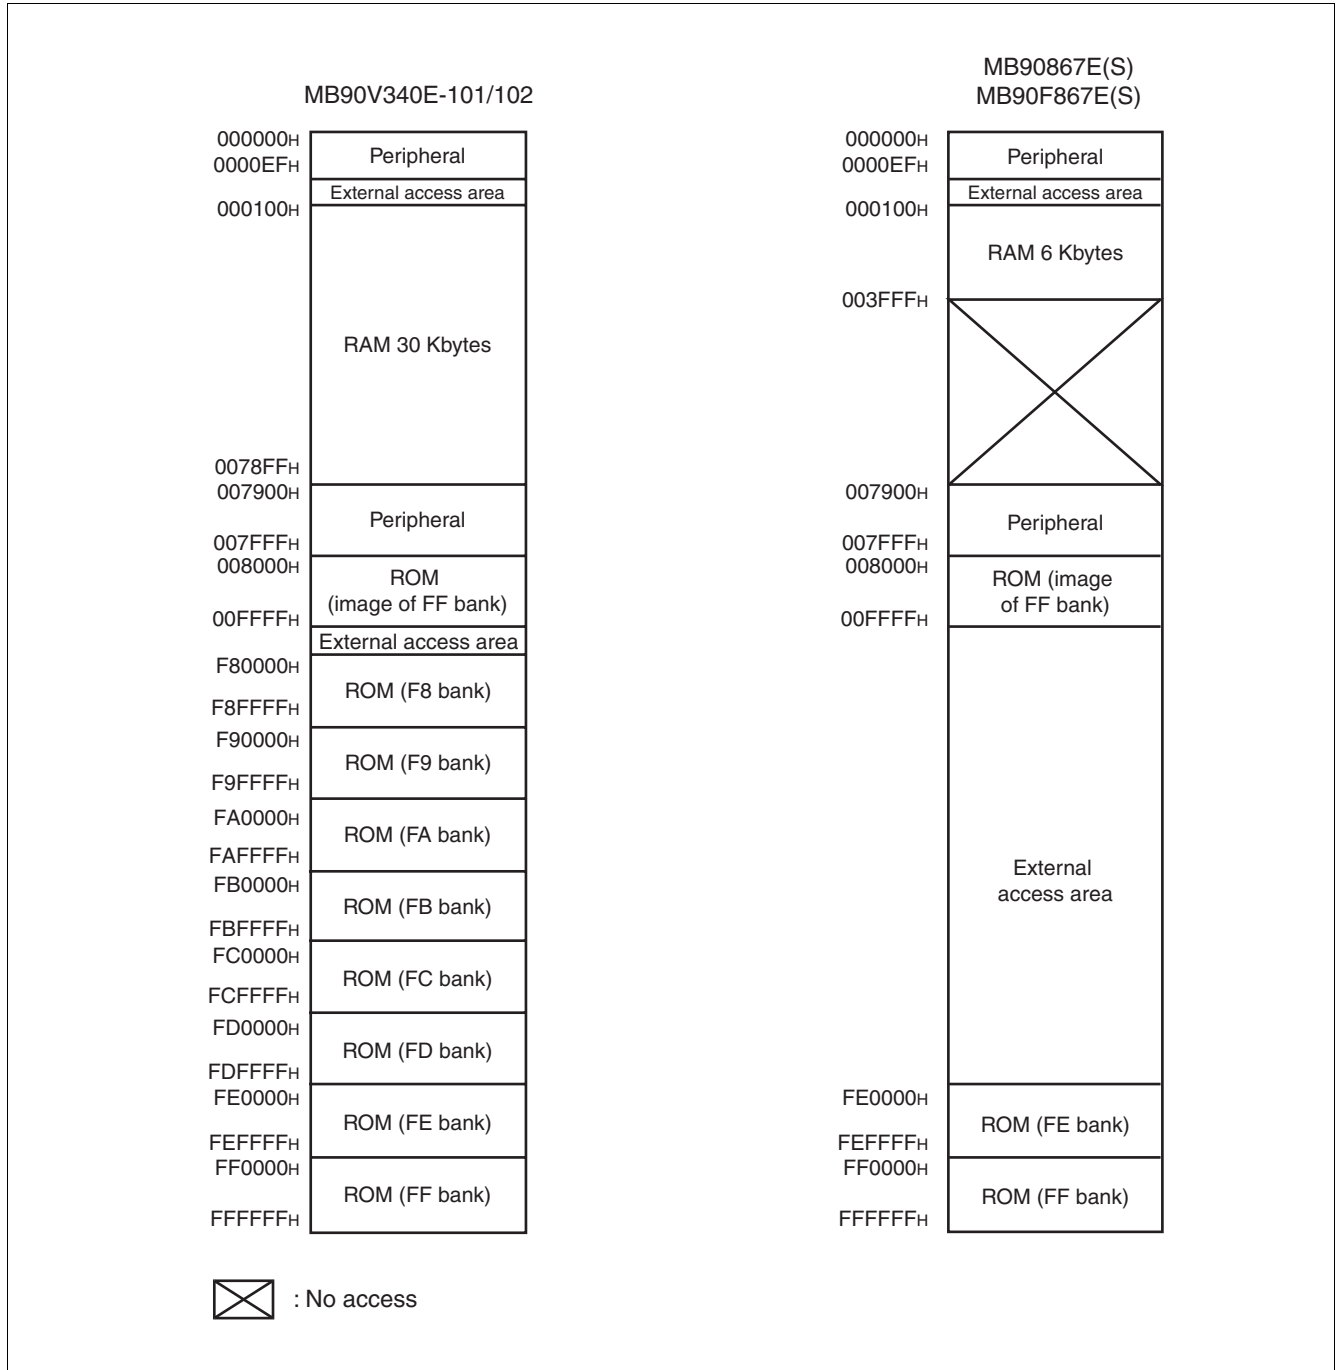 MB90V340E-101/102
000000H
0000EFH
Peripheral
External access area
000100H
RAM 30 Kbytes
0078FFH
007900H
Peripheral
007FFFH
008000H
ROM
(image of FF bank)
00FFFFH
External access area
F80000H
ROM (F8 bank)
F8FFFFH
F90000H
ROM (F9 bank)
F9FFFFH
FA0000H
ROM (FA bank)
FAFFFFH
FB0000H
ROM (FB bank)
FBFFFFH
FC0000H
ROM (FC bank)
FCFFFFH
FD0000H
ROM (FD bank)
FDFFFFH
FE0000H
ROM (FE bank)
FEFFFFH
FF0000H
ROM (FF bank)
FFFFFFH
MB90867E(S)
MB90F867E(S)
000000H
0000EFH
Peripheral
External access area
000100H
RAM 6 Kbytes
003FFFH
007900H
Peripheral
007FFFH
008000H
ROM (image
of FF bank)
00FFFFH
External
access area
FE0000H
ROM (FE bank)
FEFFFFH
FF0000H
ROM (FF bank)
FFFFFFH
: No access